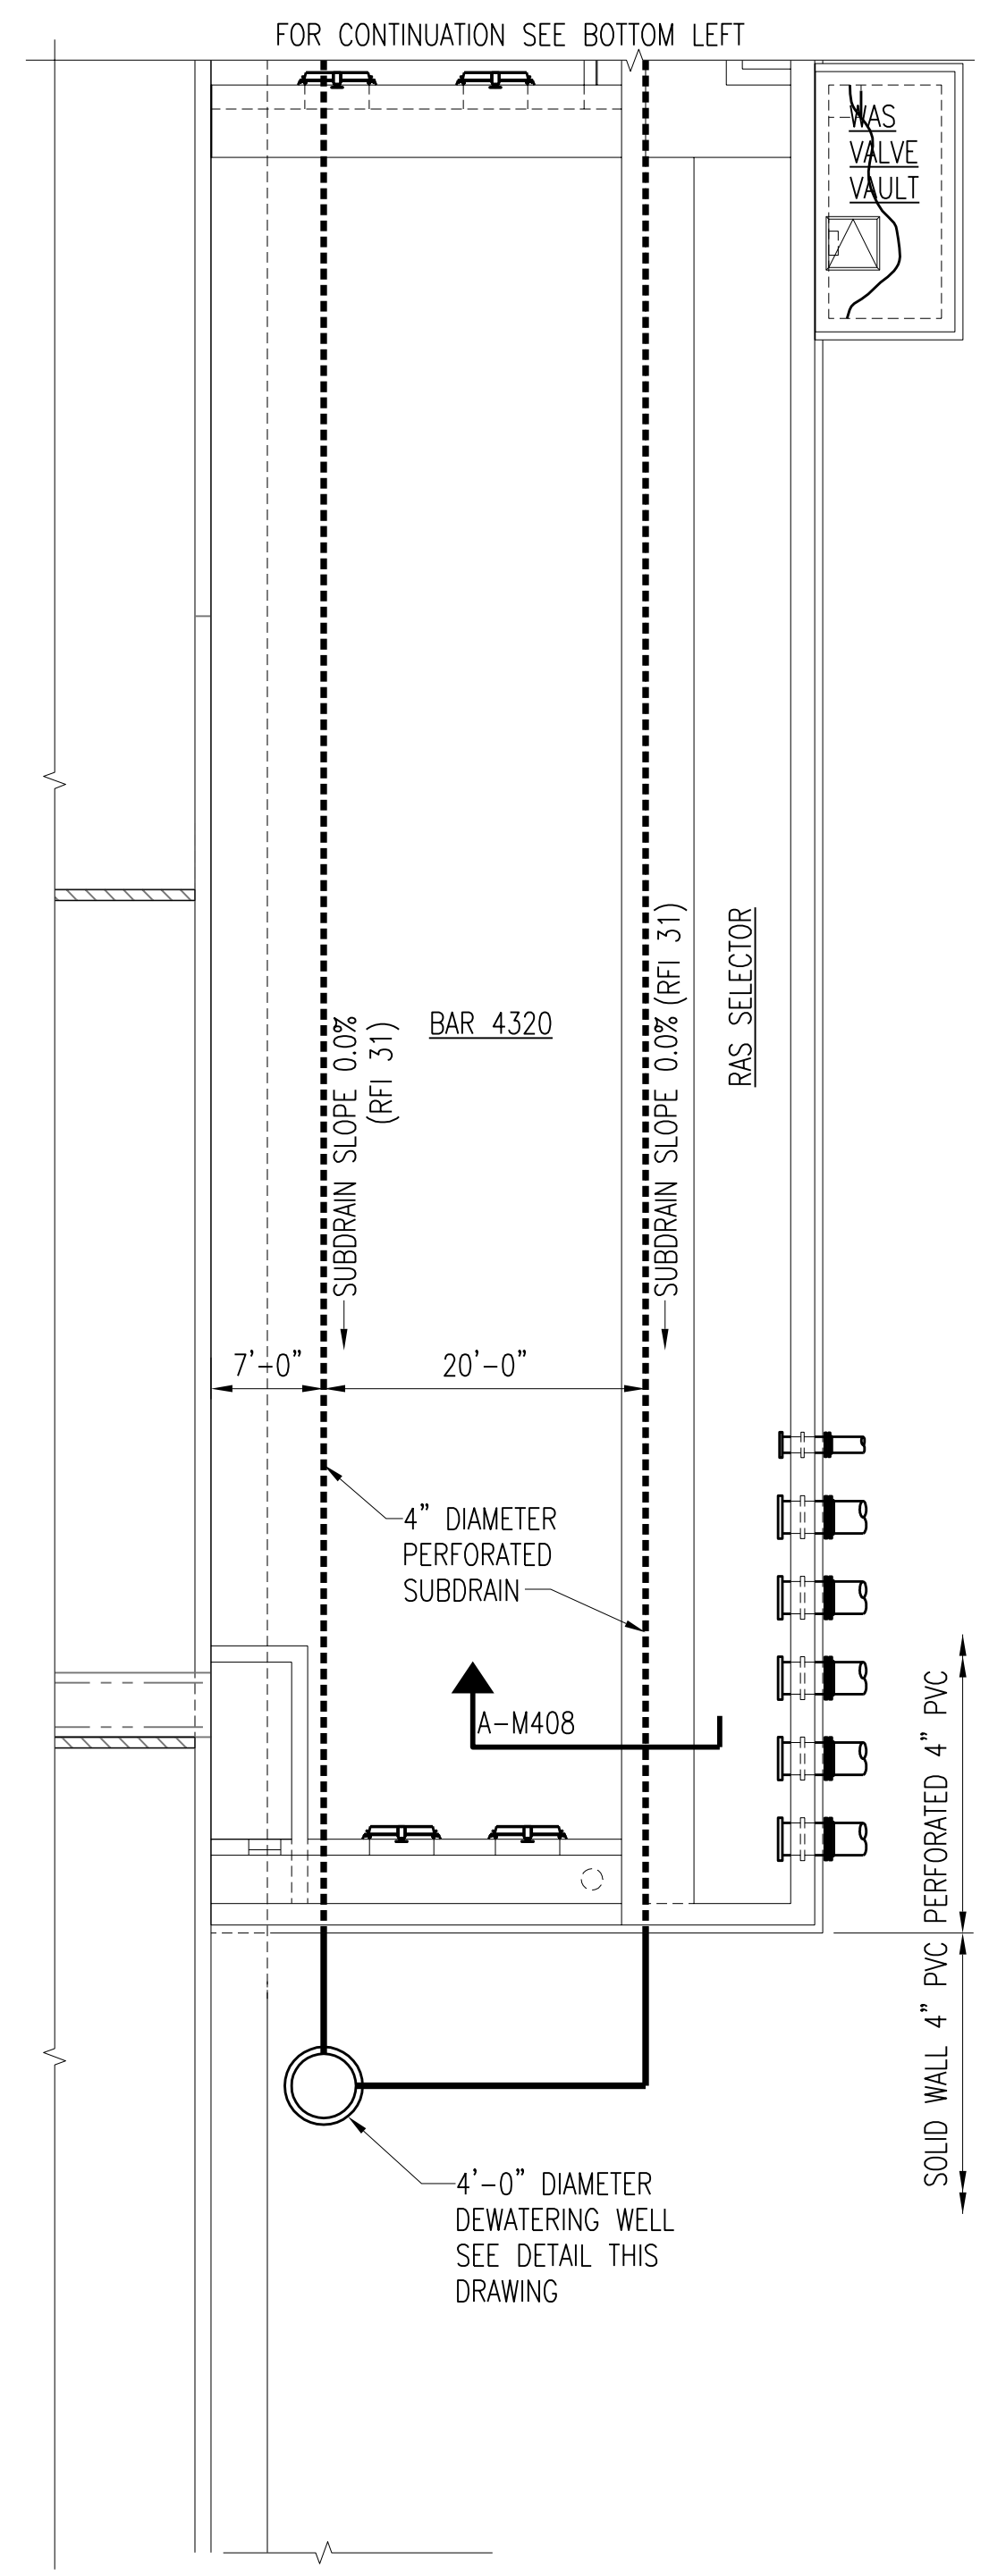 FOR CONTINUATION SEE BOTTOM LEFT
WAS
VALVE
VAULT
SUBDRAIN SLOPE 0.0%
(RFI 31)
BAR 4320
SUBDRAIN SLOPE 0.0% (RFI 31)
RAS SELECTOR
7'-0"
20'-0"
4" DIAMETER
PERFORATED
SUBDRAIN
A-M408
PERFORATED 4" PVC
SOLID WALL 4" PVC
4'-0" DIAMETER
DEWATERING WELL
SEE DETAIL THIS
DRAWING